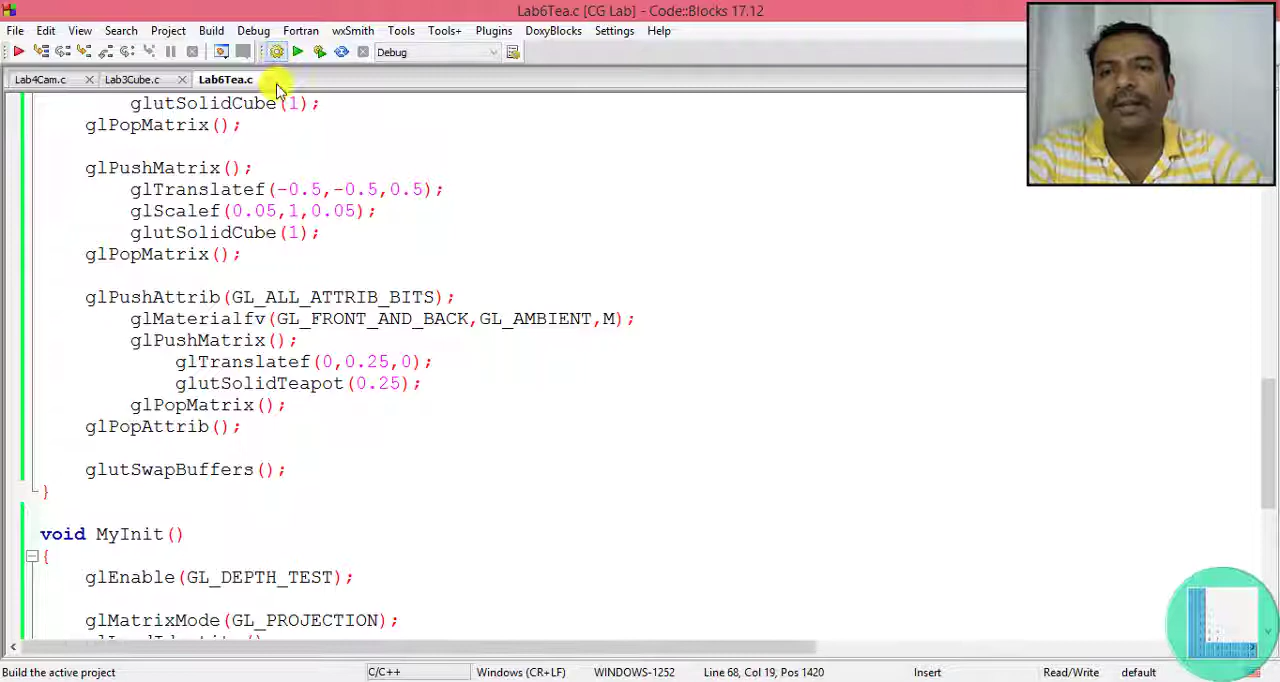 Lab6Tea.c [CG Lab] - Code::Blocks 17.12
File Edit View Search Project Build Debug Fortran wxSmith Tools Tools+ Plugins DoxyBlocks Settings Help
Debug
Lab4Cam.c Lab3Cube.c Lab6Tea.c
glutSolidCube(1);
glPopMatrix();
glPushMatrix();
glTranslatef(-0.5,-0.5,0.5);
glScalef(0.05,1,0.05);
glutSolidCube(1);
glPopMatrix();
glPushAttrib(GL_ALL_ATTRIB_BITS);
glMaterialfv(GL_FRONT_AND_BACK,GL_AMBIENT,M);
glPushMatrix();
glTranslatef(0,0.25,0);
glutSolidTeapot(0.25);
glPopMatrix();
glPopAttrib();
glutSwapBuffers();
}
void MyInit()
{
glEnable(GL_DEPTH_TEST);
glMatrixMode(GL_PROJECTION);
Build the active project C/C++ Windows (CR+LF) WINDOWS-1252 Line 68, Col 19, Pos 1420 Insert Read/Write default